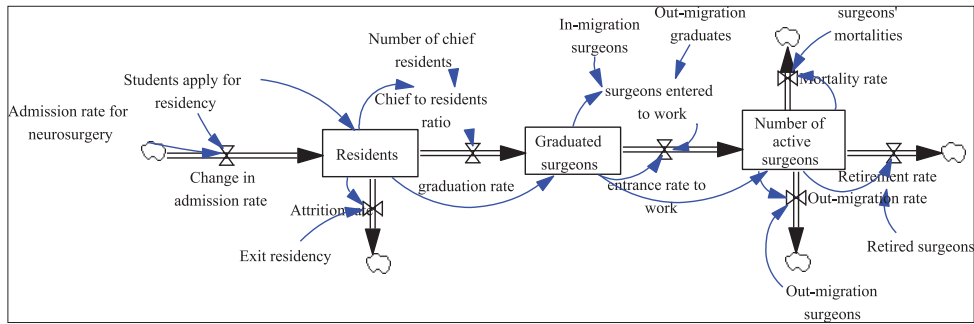 In-migration
surgeons
Out-migration
graduates
surgeons'
mortalities
Number of chief
residents
Students apply for
residency
Admission rate for
neurosurgery
Chief to residents
ratio
surgeons entered
to work
Mortality rate
Residents
Graduated
surgeons
Number of
active
surgeons
Change in
admission rate
graduation rate
entrance rate to
work
Retirement rate
Attrition rate
Out-migration rate
Exit residency
Retired surgeons
Out-migration
surgeons